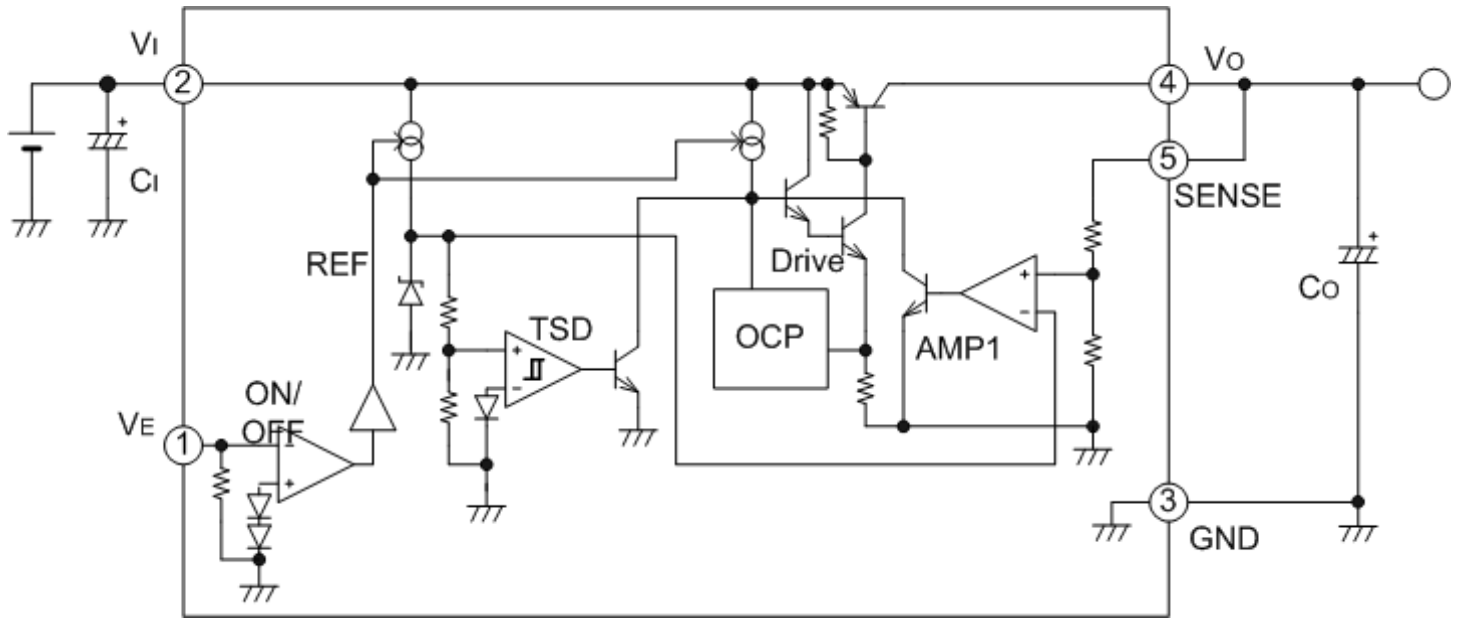 VI
2
+
CI
VE
1
ON/
OFF
-
+
REF
TSD
+
-
OCP
Drive
AMP1
+
-
4
VO
5
SENSE
+
CO
3
GND